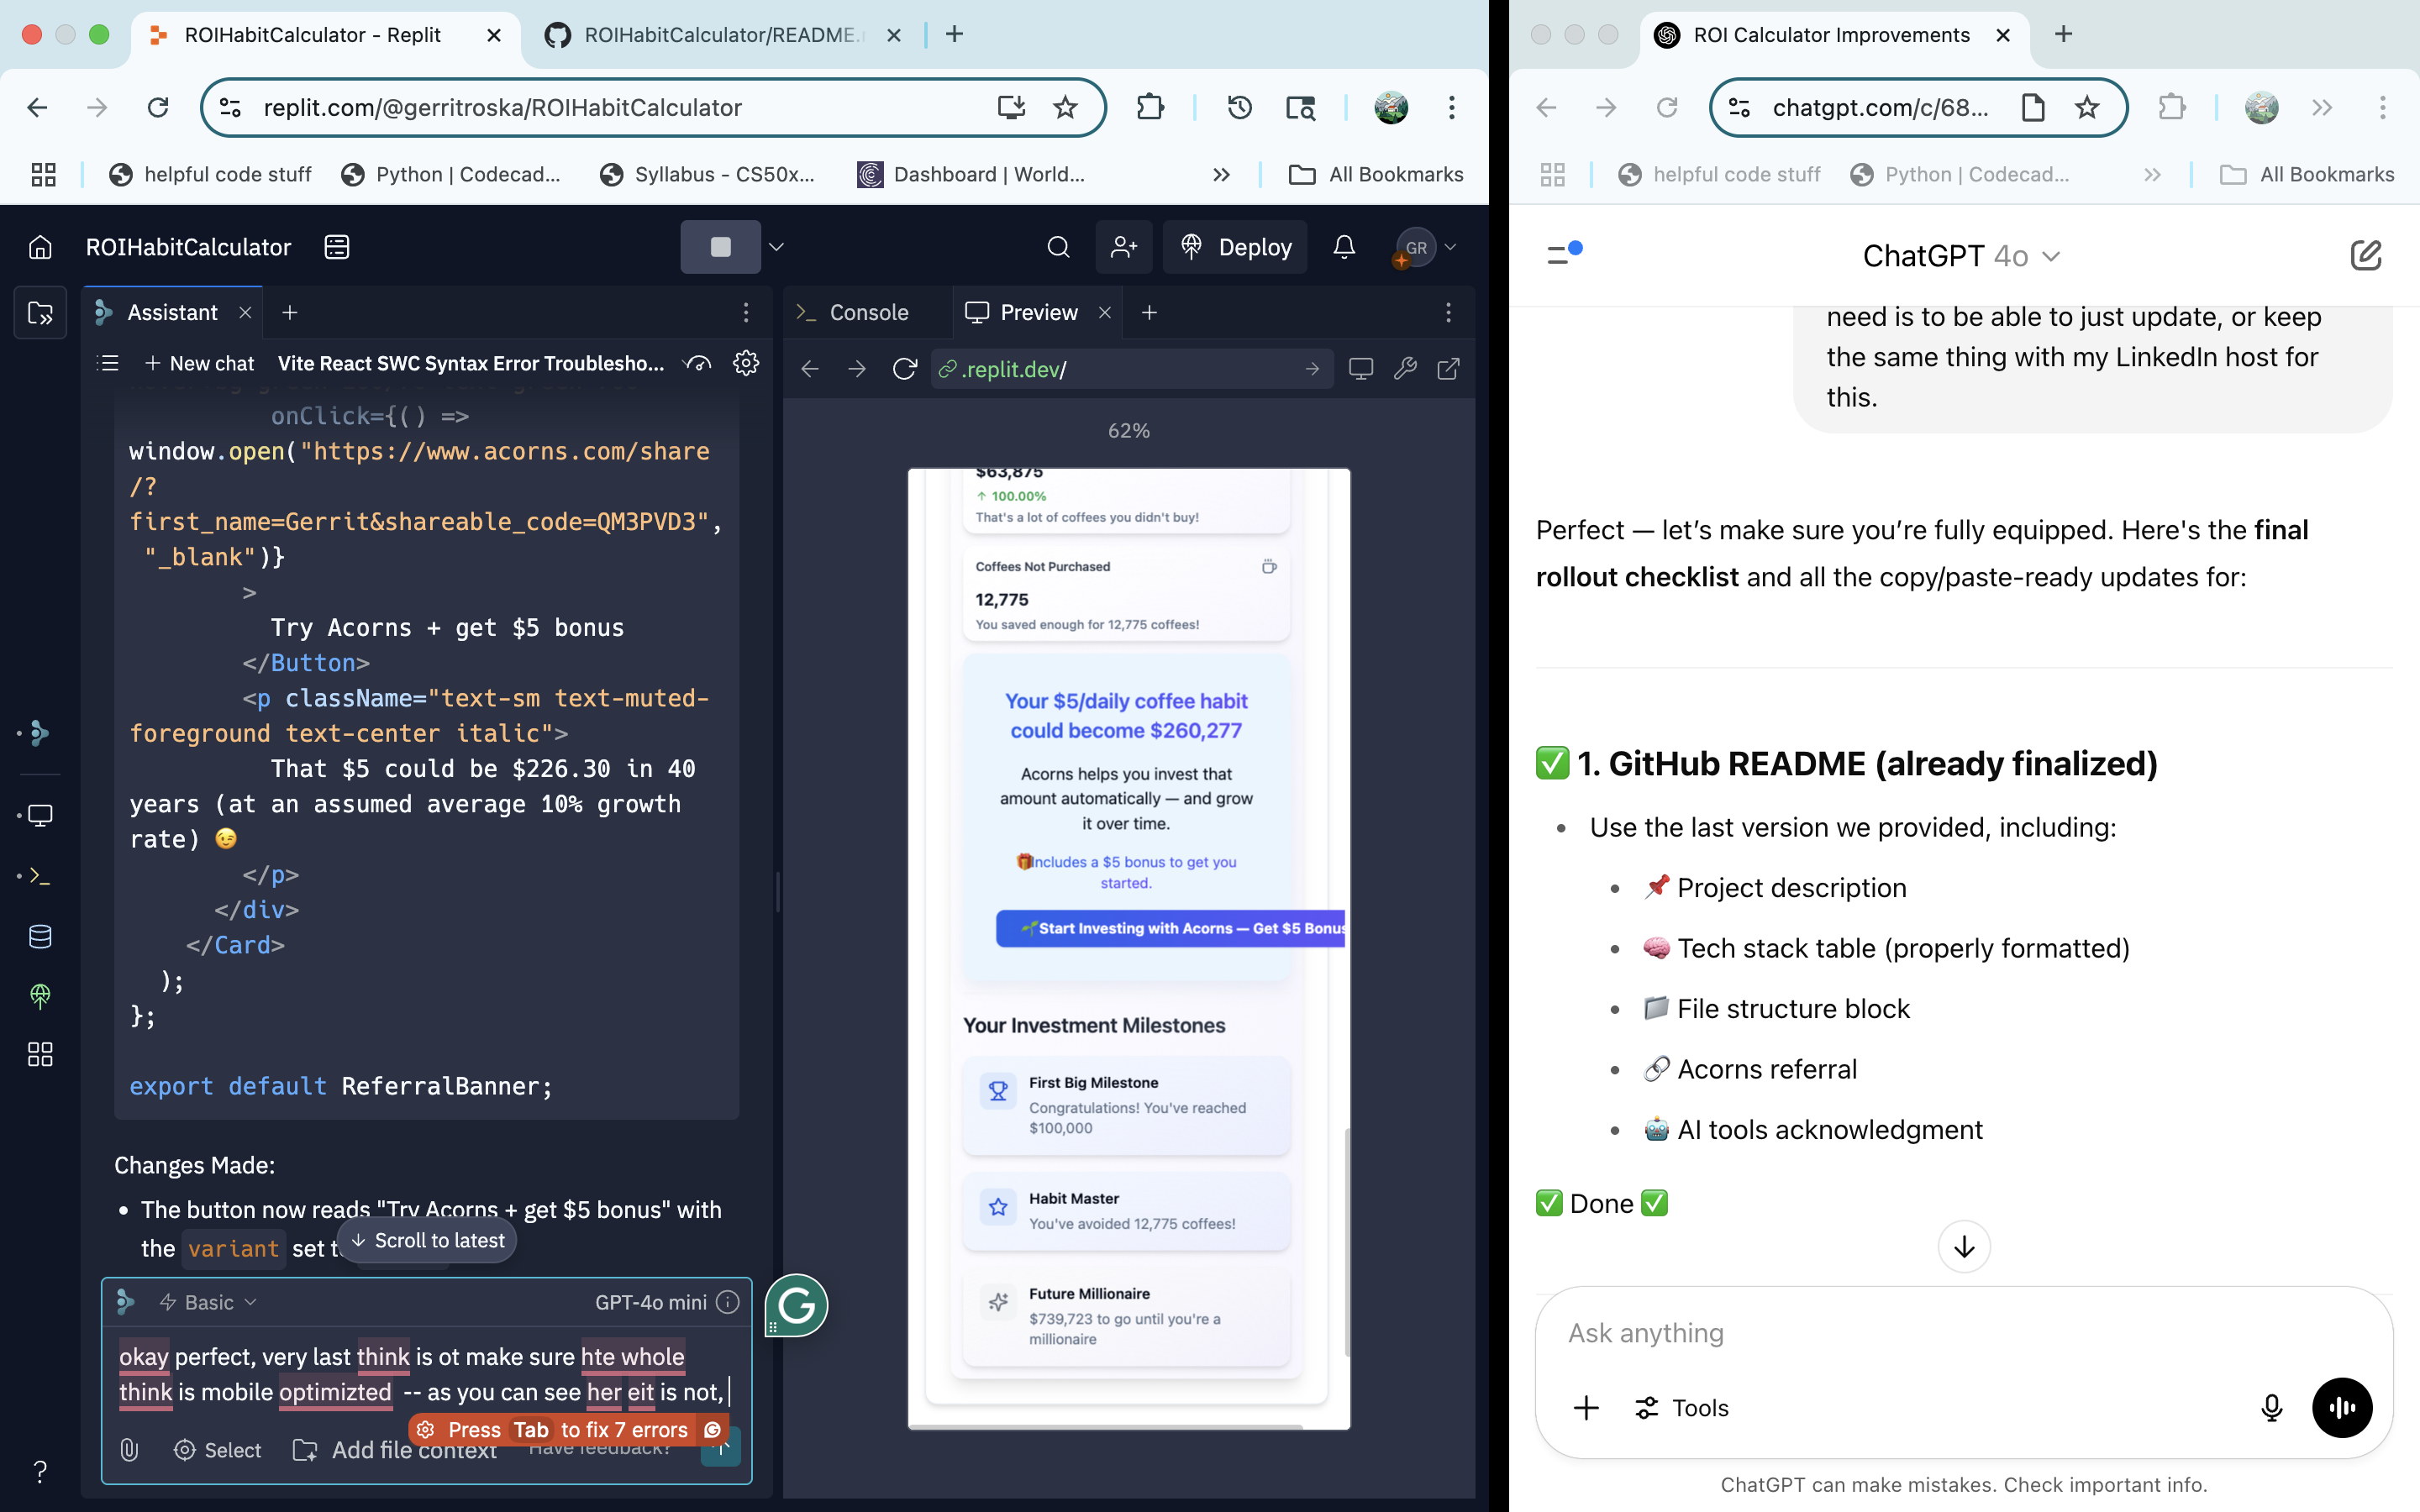 ROIHabitCalculator - Replit
ROIHabitCalculator/README.
replit.com/@gerritroska/ROIHabitCalculator
helpful code stuff
Python | Codecad...
Syllabus - CS50x...
Dashboard | World...
All Bookmarks
ROIHabitCalculator
Deploy
GR
Assistant
New chat
Vite React SWC Syntax Error Troublesho...
onClick={() =>
window.open("https://www.acorns.com/share
/?
first_name=Gerrit&shareable_code=QM3PVD3",
"_blank")}
>
Try Acorns + get $5 bonus
</Button>
<p className="text-sm text-muted-
foreground text-center italic">
That $5 could be $226.30 in 40
years (at an assumed average 10% growth
rate) 😉
</p>
</div>
</Card>
);
};
export default ReferralBanner;
Changes Made:
• The button now reads "Try Acorns + get $5 bonus" with
the variant set t
Scroll to latest
Basic
GPT-4o mini
okay perfect, very last think is ot make sure hte whole
think is mobile optimizted -- as you can see her eit is not,
Press Tab to fix 7 errors
Select
Add file context
Have feedback?
Console
Preview
.replit.dev/
62%
$63,875
↑ 100.00%
That's a lot of coffees you didn't buy!
Coffees Not Purchased
12,775
You saved enough for 12,775 coffees!
Your $5/daily coffee habit
could become $260,277
Acorns helps you invest that
amount automatically — and grow
it over time.
🎁Includes a $5 bonus to get you
started.
🌱Start Investing with Acorns — Get $5 Bonus
Your Investment Milestones
First Big Milestone
Congratulations! You've reached
$100,000
Habit Master
You've avoided 12,775 coffees!
Future Millionaire
$739,723 to go until you're a
millionaire
ROI Calculator Improvements
chatgpt.com/c/68...
helpful code stuff
Python | Codecad...
All Bookmarks
ChatGPT 4o
need is to be able to just update, or keep
the same thing with my LinkedIn host for
this.
Perfect — let’s make sure you’re fully equipped. Here's the final
rollout checklist and all the copy/paste-ready updates for:
✅ 1. GitHub README (already finalized)
• Use the last version we provided, including:
• 📌 Project description
• 🧠 Tech stack table (properly formatted)
• 📁 File structure block
• 🔗 Acorns referral
• 🤖 AI tools acknowledgment
✅ Done ✅
Ask anything
Tools
ChatGPT can make mistakes. Check important info.